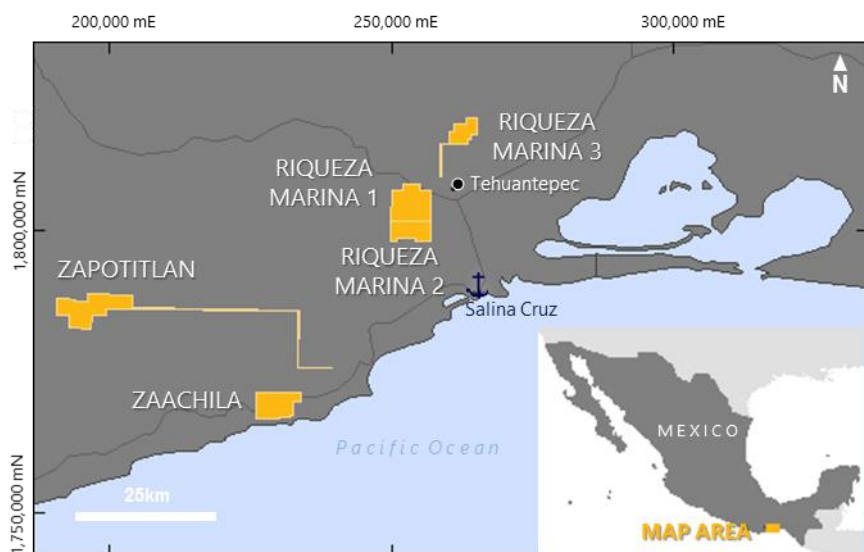 200,000 mE
250,000 mE
300,000 mE
N
RIQUEZA
MARINA 3
RIQUEZA
MARINA 1
Tehuantepec
1,800,000 mN
RIQUEZA
MARINA 2
ZAPOTITLAN
Salina Cruz
ZAACHILA
Pacific Ocean
MEXICO
25km
1,750,000 mN
MAP AREA